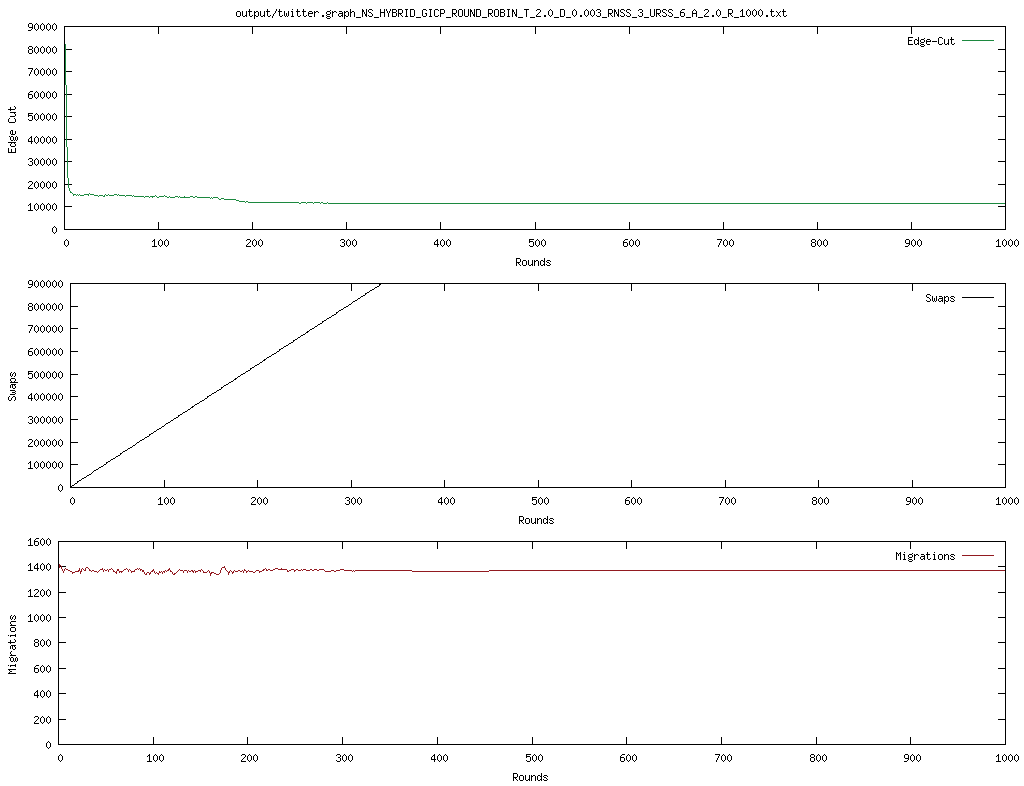 output/twitter.graph_NS_HYBRID_GICP_ROUND_ROBIN_T_2.0_D_0.003_RNSS_3_URSS_6_A_2.0_R_1000.txt
90000
80000
70000
60000
50000
40000
30000
20000
10000
0
Edge Cut
Edge-Cut
0 100 200 300 400 500 600 700 800 900 1000
Rounds
900000
800000
700000
600000
500000
400000
300000
200000
100000
0
Swaps
Swaps
0 100 200 300 400 500 600 700 800 900 1000
Rounds
1600
1400
1200
1000
800
600
400
200
0
Migrations
Migrations
0 100 200 300 400 500 600 700 800 900 1000
Rounds